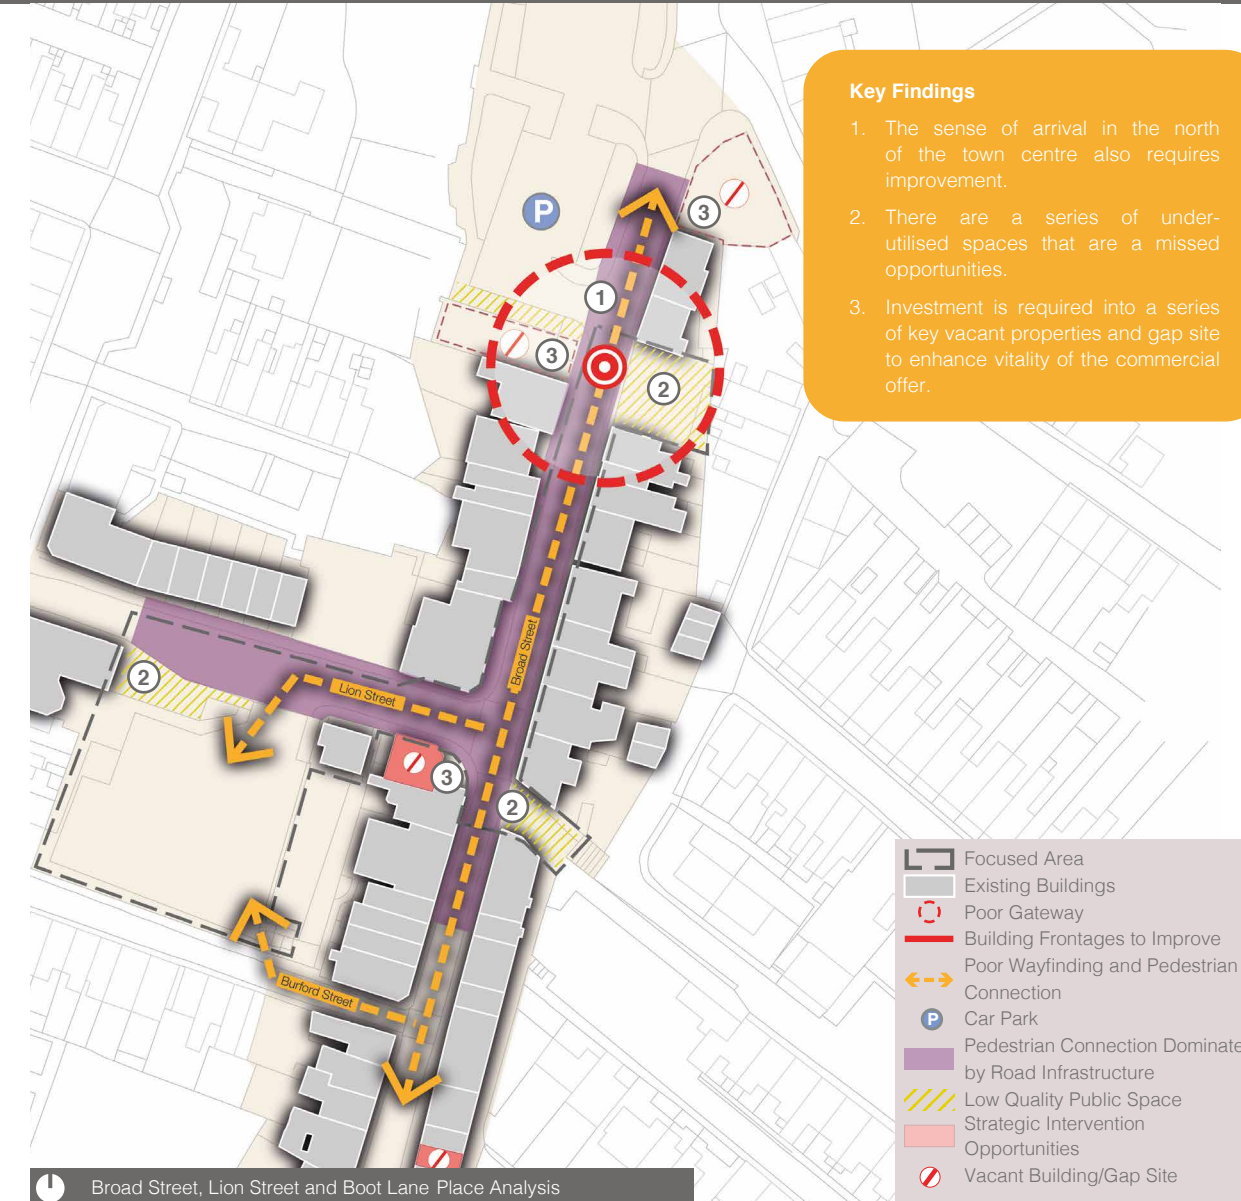 Key Findings
1. The sense of arrival in the north
of the town centre also requires
improvement.
2. There are a series of under-
utilised spaces that are a missed
opportunities.
3. Investment is required into a series
of key vacant properties and gap site
to enhance vitality of the commercial
offer.
P
3
1
3
2
Broad Street
2
Lion Street
3
2
Burford Street
Focused Area
Existing Buildings
Poor Gateway
Building Frontages to Improve
Poor Wayfinding and Pedestrian
Connection
P Car Park
Pedestrian Connection Dominate
by Road Infrastructure
Low Quality Public Space
Strategic Intervention
Opportunities
Vacant Building/Gap Site
Broad Street, Lion Street and Boot Lane Place Analysis